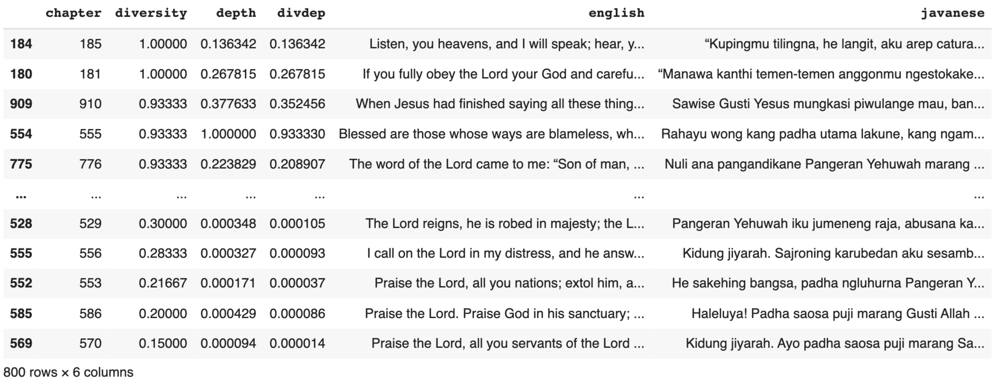 chapter diversity depth divdep english javanese
184 185 1.00000 0.136342 0.136342 Listen, you heavens, and I will speak; hear, y... “Kupingmu tilingna, he langit, aku arep catura...
180 181 1.00000 0.267815 0.267815 If you fully obey the Lord your God and carefu... “Manawa kanthi temen-temen anggonmu ngestokake...
909 910 0.93333 0.377633 0.352456 When Jesus had finished saying all these thing... Sawise Gusti Yesus mungkasi piwulange mau, ban...
554 555 0.93333 1.000000 0.933330 Blessed are those whose ways are blameless, wh... Rahayu wong kang padha utama lakune, kang ngam...
775 776 0.93333 0.223829 0.208907 The word of the Lord came to me: “Son of man, ... Nuli ana pangandikane Pangeran Yehuwah marang ...
... ... ... ... ... ... ...
528 529 0.30000 0.000348 0.000105 The Lord reigns, he is robed in majesty; the L... Pangeran Yehuwah iku jumeneng raja, abusana ka...
555 556 0.28333 0.000327 0.000093 I call on the Lord in my distress, and he answ... Kidung jiyarah. Sajroning karubedan aku sesamb...
552 553 0.21667 0.000171 0.000037 Praise the Lord, all you nations; extol him, a... He sakehing bangsa, padha ngluhurna Pangeran Y...
585 586 0.20000 0.000429 0.000086 Praise the Lord. Praise God in his sanctuary; ... Haleluya! Padha saosa puji marang Gusti Allah ...
569 570 0.15000 0.000094 0.000014 Praise the Lord, all you servants of the Lord ... Kidung jiyarah. Ayo padha saosa puji marang Sa...
800 rows × 6 columns